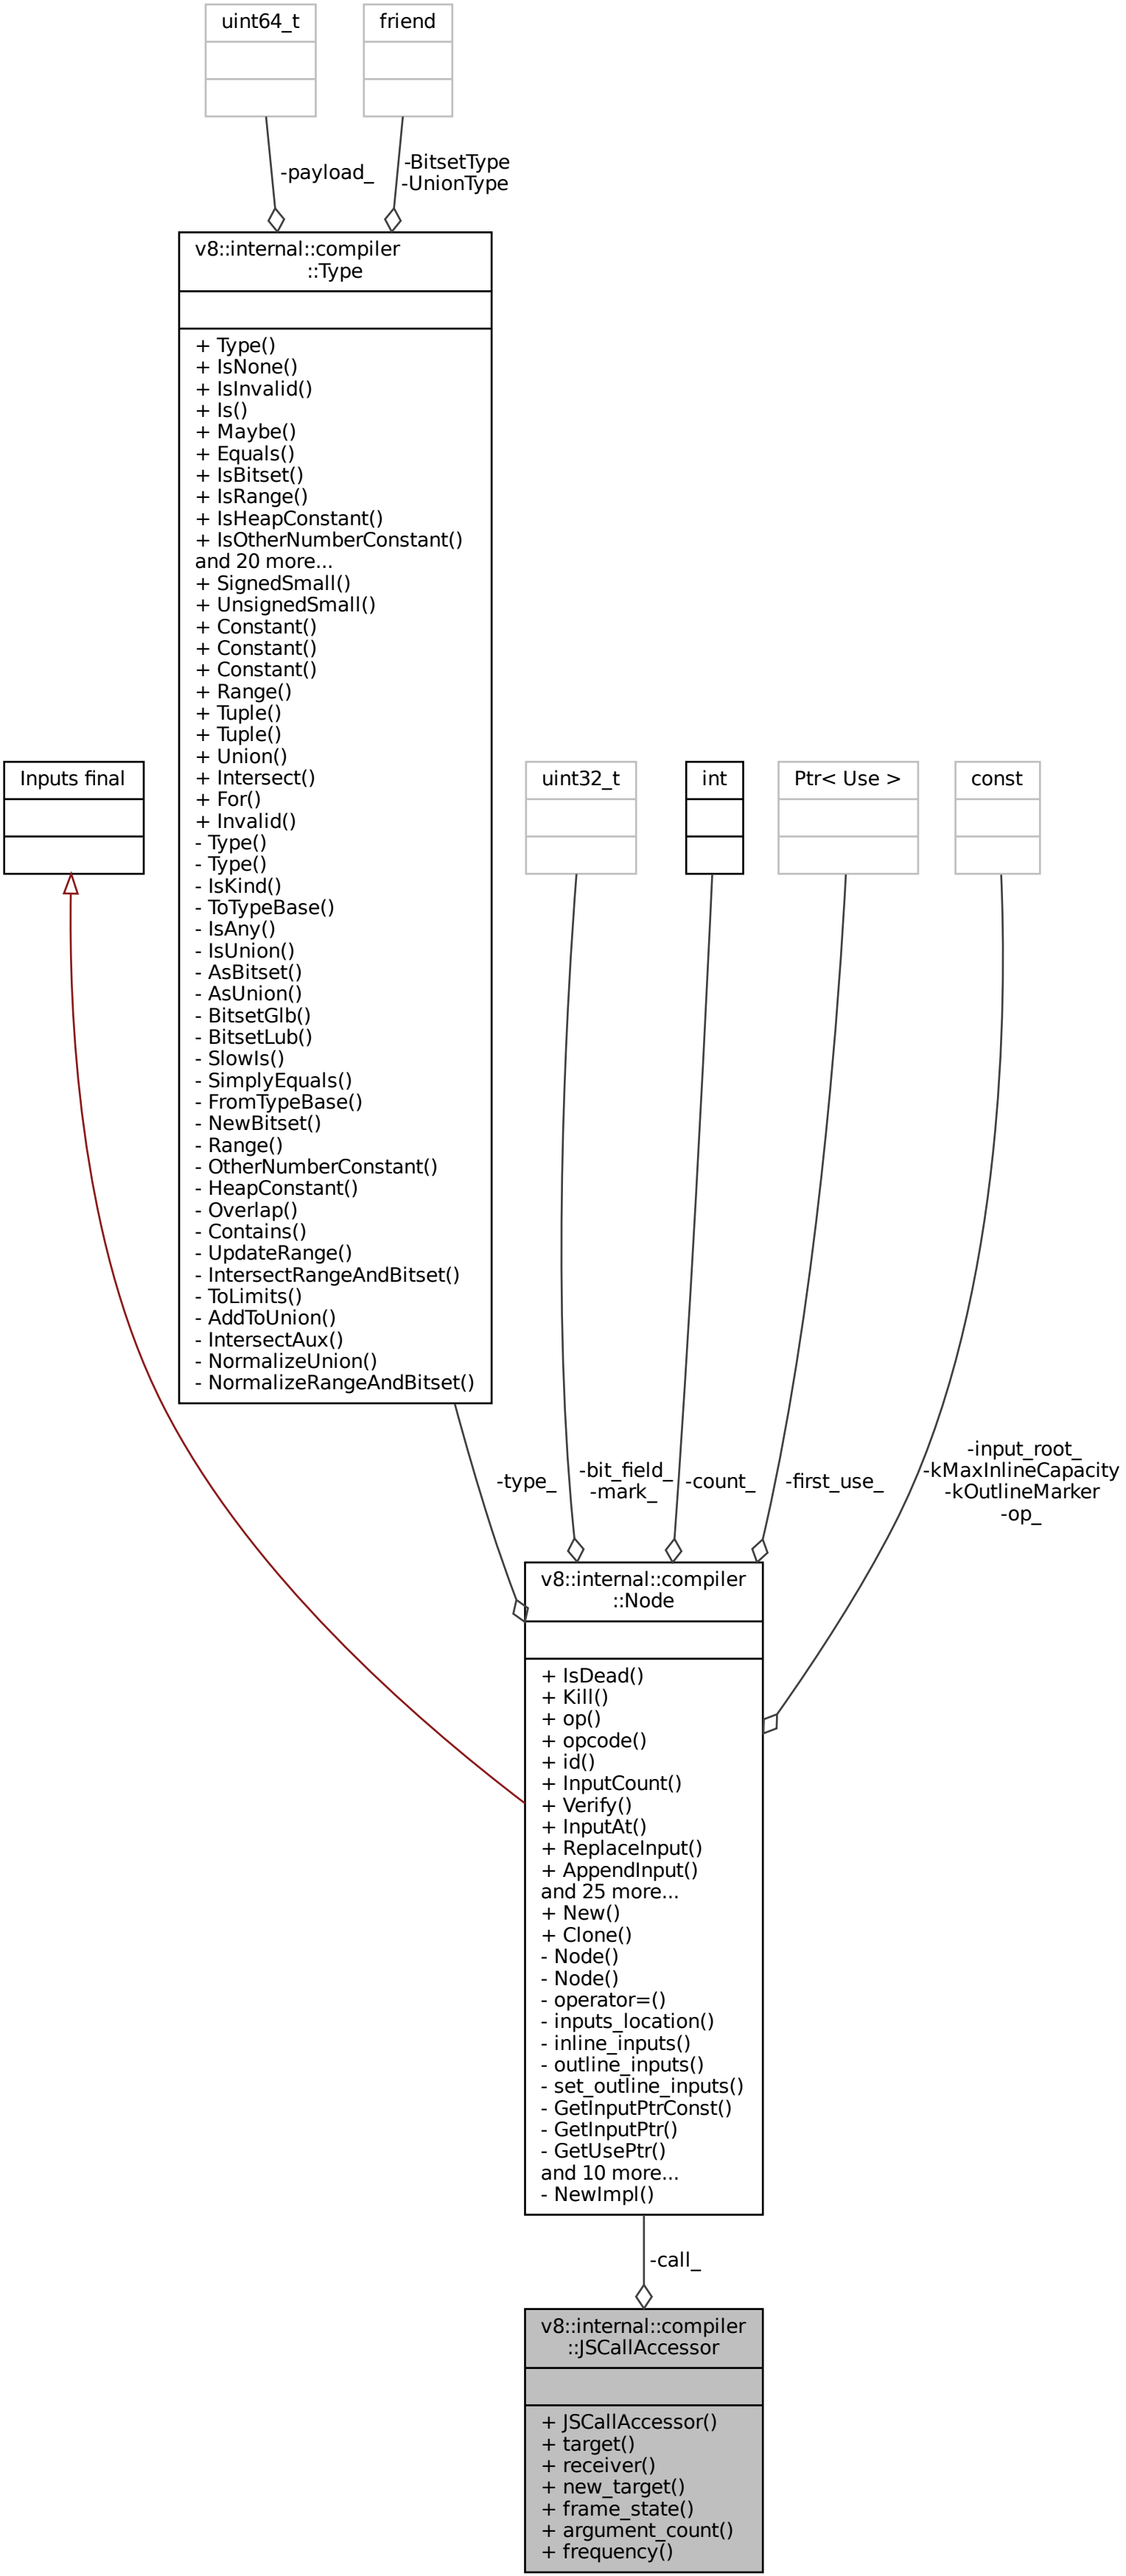 uint64_t
friend
-payload_
-BitsetType
-UnionType
v8::internal::compiler
::Type
+ Type()
+ IsNone()
+ IsInvalid()
+ Is()
+ Maybe()
+ Equals()
+ IsBitset()
+ IsRange()
+ IsHeapConstant()
+ IsOtherNumberConstant()
and 20 more...
+ SignedSmall()
+ UnsignedSmall()
+ Constant()
+ Constant()
+ Constant()
+ Range()
+ Tuple()
+ Tuple()
+ Union()
+ Intersect()
+ For()
+ Invalid()
- Type()
- Type()
- IsKind()
- ToTypeBase()
- IsAny()
- IsUnion()
- AsBitset()
- AsUnion()
- BitsetGlb()
- BitsetLub()
- SlowIs()
- SimplyEquals()
- FromTypeBase()
- NewBitset()
- Range()
- OtherNumberConstant()
- HeapConstant()
- Overlap()
- Contains()
- UpdateRange()
- IntersectRangeAndBitset()
- ToLimits()
- AddToUnion()
- IntersectAux()
- NormalizeUnion()
- NormalizeRangeAndBitset()
Inputs final
uint32_t
int
Ptr< Use >
const
-type_
-bit_field_
-mark_
-count_
-first_use_
-input_root_
-kMaxInlineCapacity
-kOutlineMarker
-op_
v8::internal::compiler
::Node
+ IsDead()
+ Kill()
+ op()
+ opcode()
+ id()
+ InputCount()
+ Verify()
+ InputAt()
+ ReplaceInput()
+ AppendInput()
and 25 more...
+ New()
+ Clone()
- Node()
- Node()
- operator=()
- inputs_location()
- inline_inputs()
- outline_inputs()
- set_outline_inputs()
- GetInputPtrConst()
- GetInputPtr()
- GetUsePtr()
and 10 more...
- NewImpl()
-call_
v8::internal::compiler
::JSCallAccessor
+ JSCallAccessor()
+ target()
+ receiver()
+ new_target()
+ frame_state()
+ argument_count()
+ frequency()